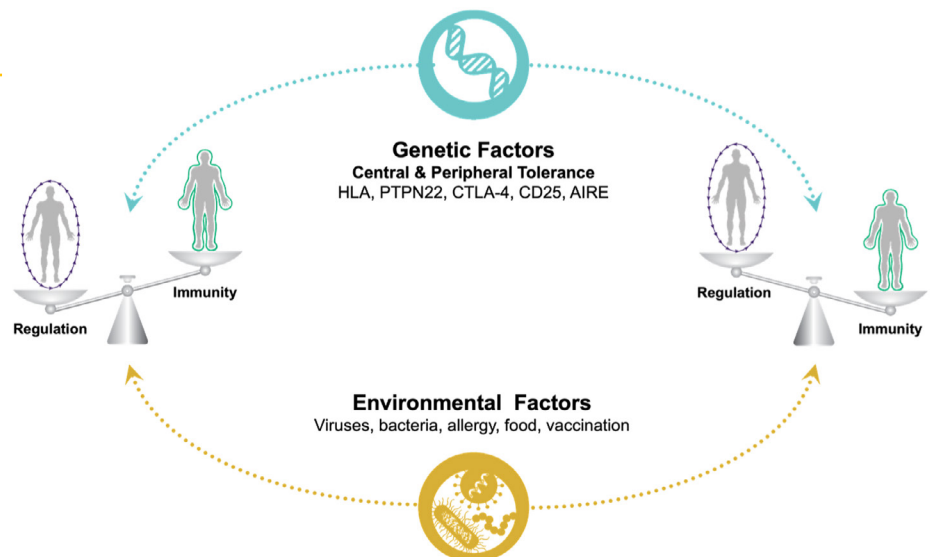 Genetic Factors
Central & Peripheral Tolerance
HLA, PTPN22, CTLA-4, CD25, AIRE
Immunity
Regulation
Regulation
Immunity
Environmental Factors
Viruses, bacteria, allergy, food, vaccination